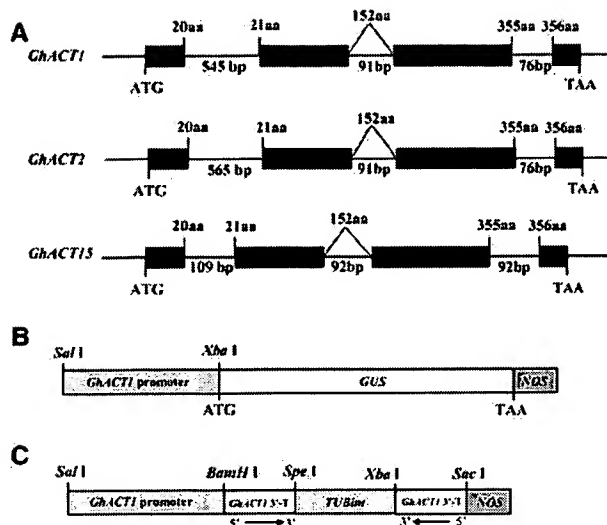 A
20aa 21aa 152aa 355aa 356aa
GhACT1
545 bp 91bp 76bp
ATG TAA
20aa 21aa 152aa 355aa 356aa
GhACT2
565 bp 91bp 76bp
ATG TAA
20aa 21aa 152aa 355aa 356aa
GhACT15
109 bp 92bp 92bp
ATG TAA
B
Sal I Xba I
GhACT1 promoter GUS NOS
ATG TAA
C
Sal I BamH I Spe I Xba I Sac I
GhACT1 promoter GhACT1 3'-T TUBim GhACT1 3'-T NOS
5' 3' 3' 5'